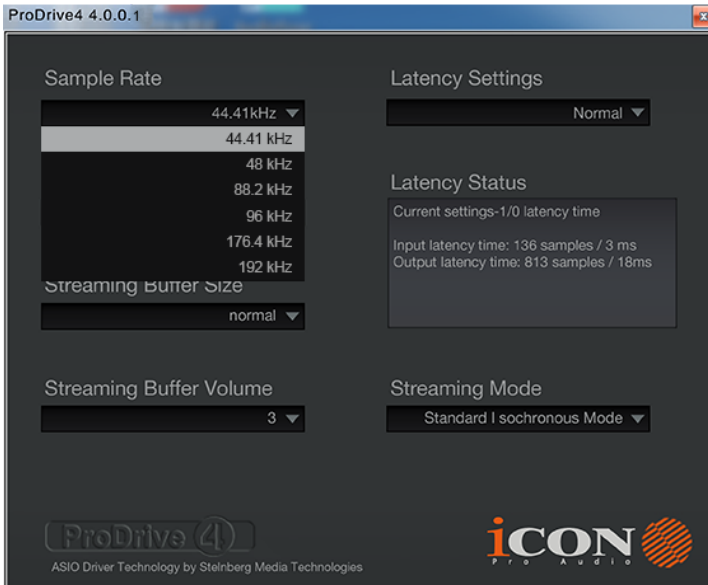 ProDrive4 4.0.0.1
Sample Rate
44.41kHz
44.41 kHz
48 kHz
88.2 kHz
96 kHz
176.4 kHz
192 kHz
Streaming Buffer Size
normal
Streaming Buffer Volume
3
Latency Settings
Normal
Latency Status
Current settings-1/0 latency time
Input latency time: 136 samples / 3 ms
Output latency time: 813 samples / 18ms
Streaming Mode
Standard I sochronous Mode
ProDrive 4
ASIO Driver Technology by Steinberg Media Technologies
iCON
Pro Audio